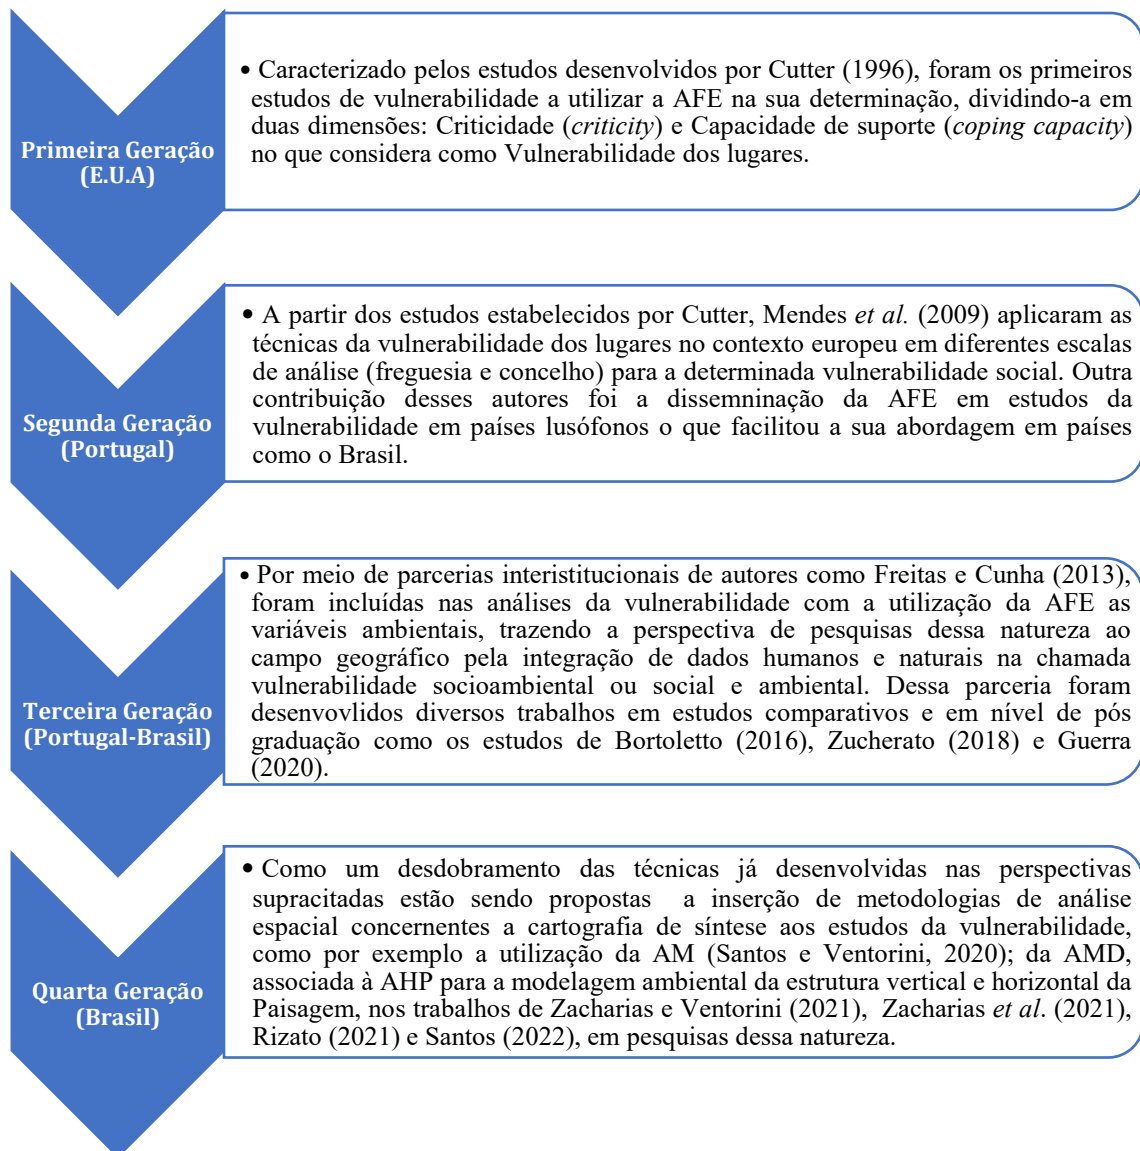 Primeira Geração
(E.U.A)
• Caracterizado pelos estudos desenvolvidos por Cutter (1996), foram os primeiros
estudos de vulnerabilidade a utilizar a AFE na sua determinação, dividindo-a em
duas dimensões: Criticidade (criticity) e Capacidade de suporte (coping capacity)
no que considera como Vulnerabilidade dos lugares.
Segunda Geração
(Portugal)
• A partir dos estudos estabelecidos por Cutter, Mendes et al. (2009) aplicaram as
técnicas da vulnerabilidade dos lugares no contexto europeu em diferentes escalas
de análise (freguesia e concelho) para a determinada vulnerabilidade social. Outra
contribuição desses autores foi a dissemninação da AFE em estudos da
vulnerabilidade em países lusófonos o que facilitou a sua abordagem em países
como o Brasil.
Terceira Geração
(Portugal-Brasil)
• Por meio de parcerias interistitucionais de autores como Freitas e Cunha (2013),
foram incluídas nas análises da vulnerabilidade com a utilização da AFE as
variáveis ambientais, trazendo a perspectiva de pesquisas dessa natureza ao
campo geográfico pela integração de dados humanos e naturais na chamada
vulnerabilidade socioambiental ou social e ambiental. Dessa parceria foram
desenvovlidos diversos trabalhos em estudos comparativos e em nível de pós
graduação como os estudos de Bortoletto (2016), Zucherato (2018) e Guerra
(2020).
Quarta Geração
(Brasil)
• Como um desdobramento das técnicas já desenvolvidas nas perspectivas
supracitadas estão sendo propostas a inserção de metodologias de análise
espacial concernentes a cartografia de síntese aos estudos da vulnerabilidade,
como por exemplo a utilização da AM (Santos e Ventorini, 2020); da AMD,
associada à AHP para a modelagem ambiental da estrutura vertical e horizontal da
Paisagem, nos trabalhos de Zacharias e Ventorini (2021), Zacharias et al. (2021),
Rizato (2021) e Santos (2022), em pesquisas dessa natureza.